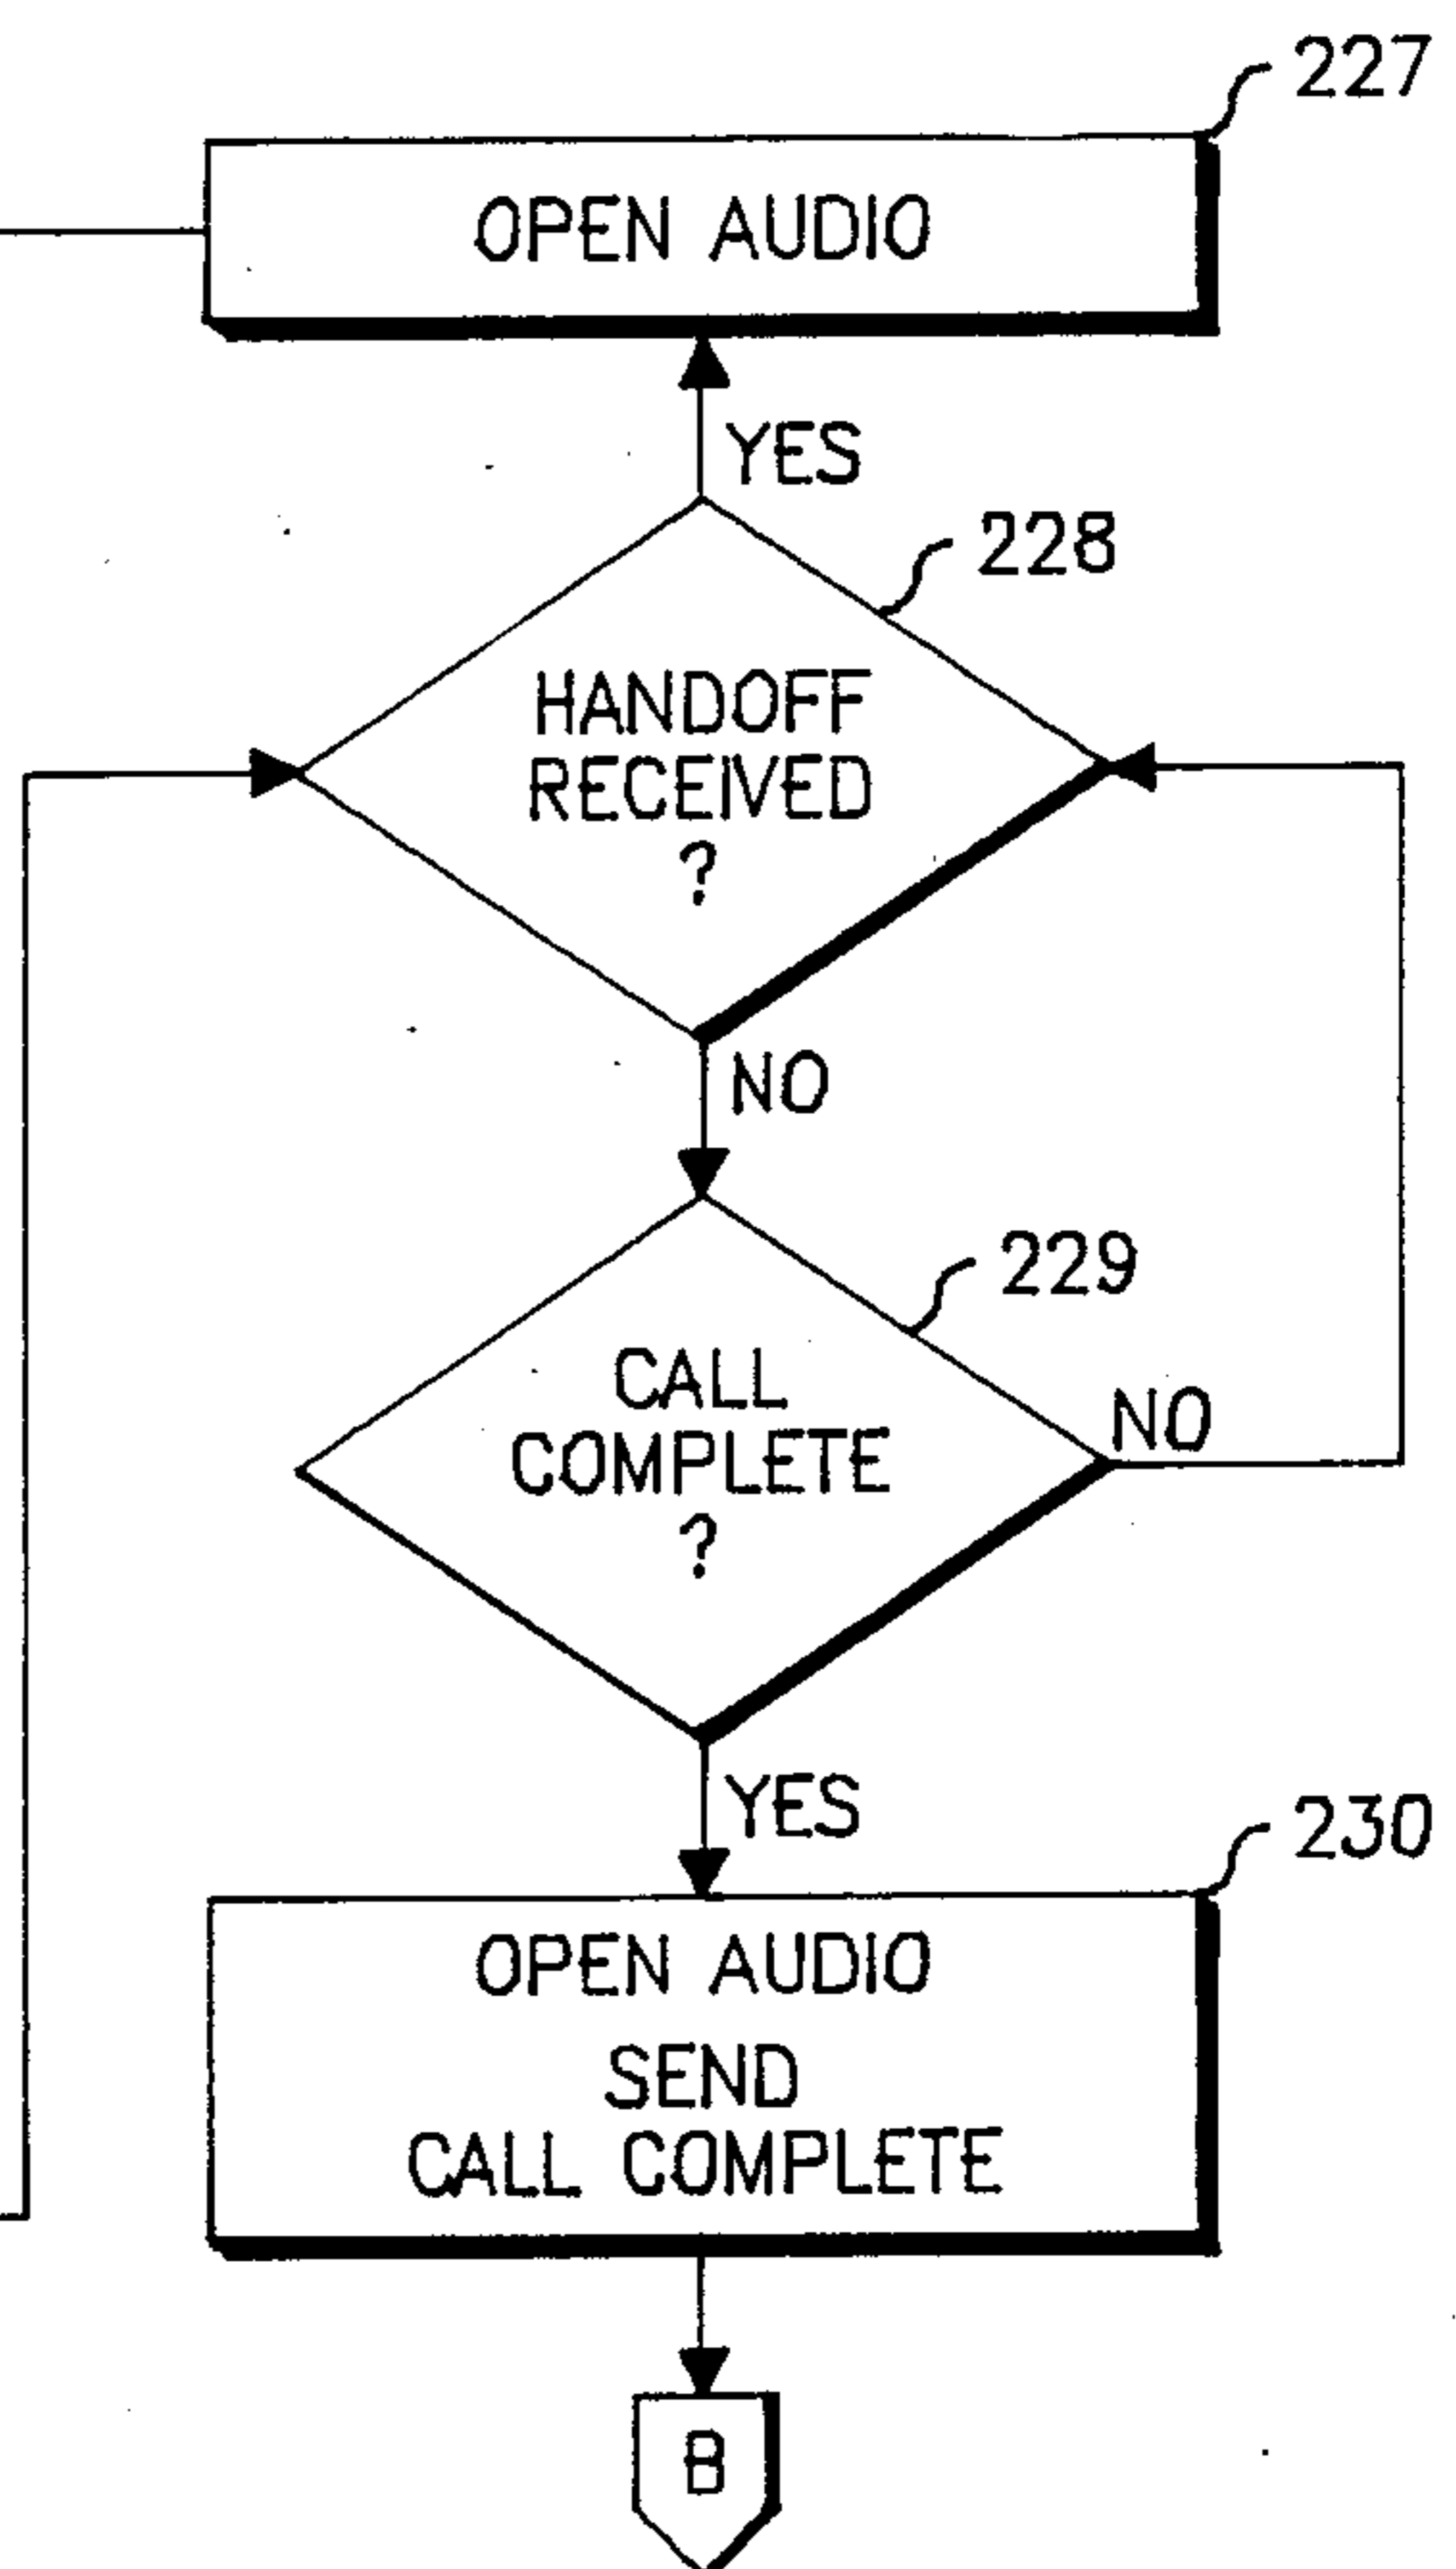 227
OPEN AUDIO
YES
228
HANDOFF
RECEIVED
?
NO
229
CALL
COMPLETE
?
NO
YES
230
OPEN AUDIO
SEND
CALL COMPLETE
B